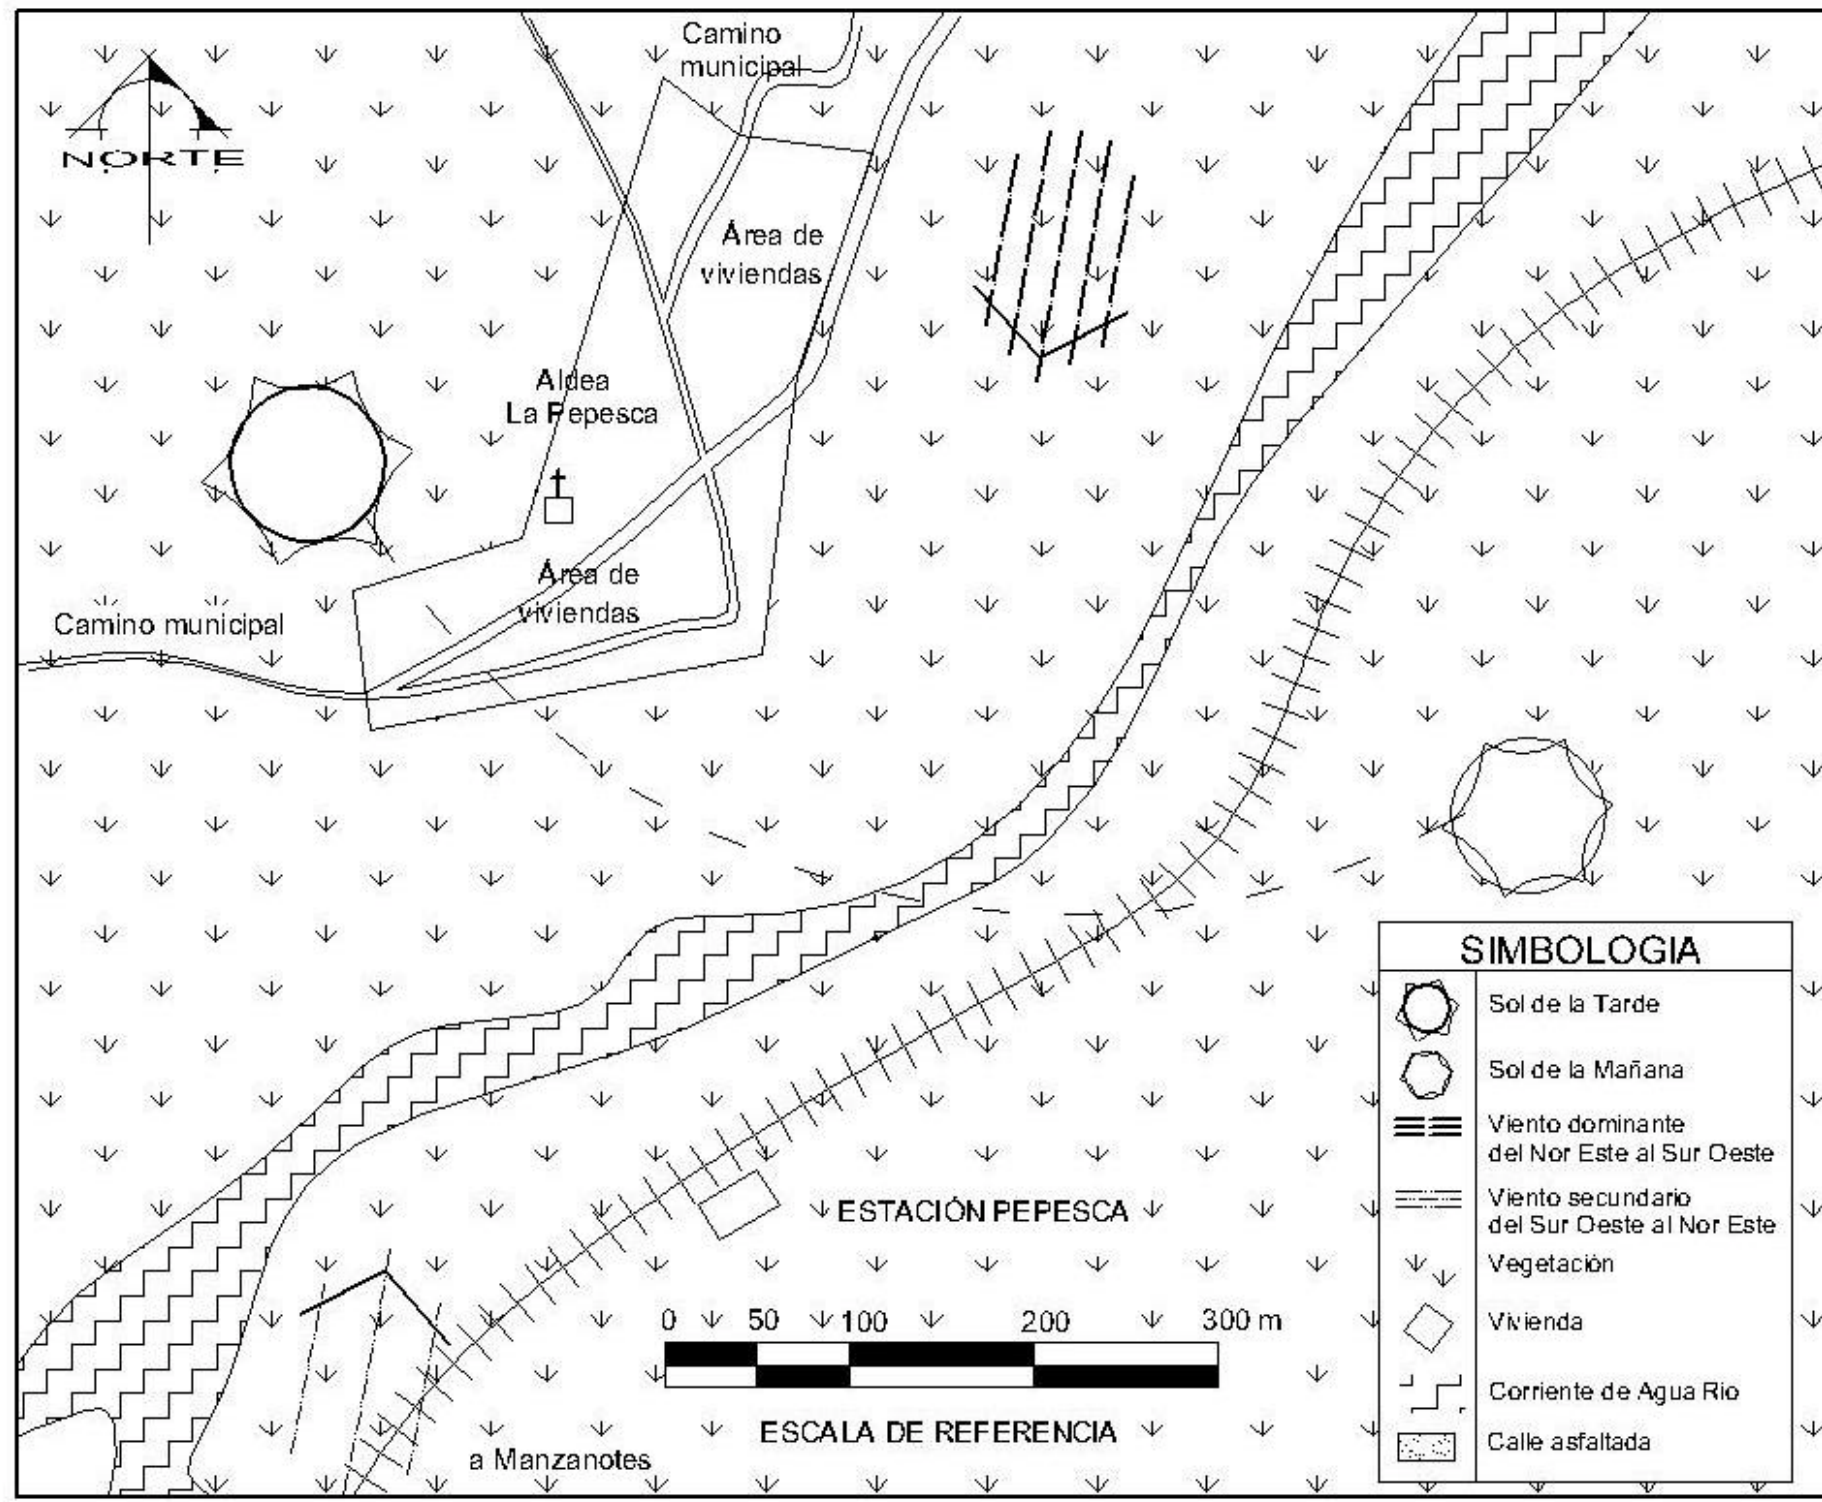 Camino
municipal
NORTE
Área de
viviendas
Aldea
La Pepesca
Área de
viviendas
Camino municipal
SIMBOLOGIA
Sol de la Tarde
Sol de la Mañana
Viento dominante
del Nor Este al Sur Oeste
Viento secundario
del Sur Oeste al Nor Este
Vegetación
Vivienda
Corriente de Agua Rio
Calle asfaltada
ESTACIÓN PEPESCA
0 50 100 200 300 m
ESCALA DE REFERENCIA
a Manzanotes